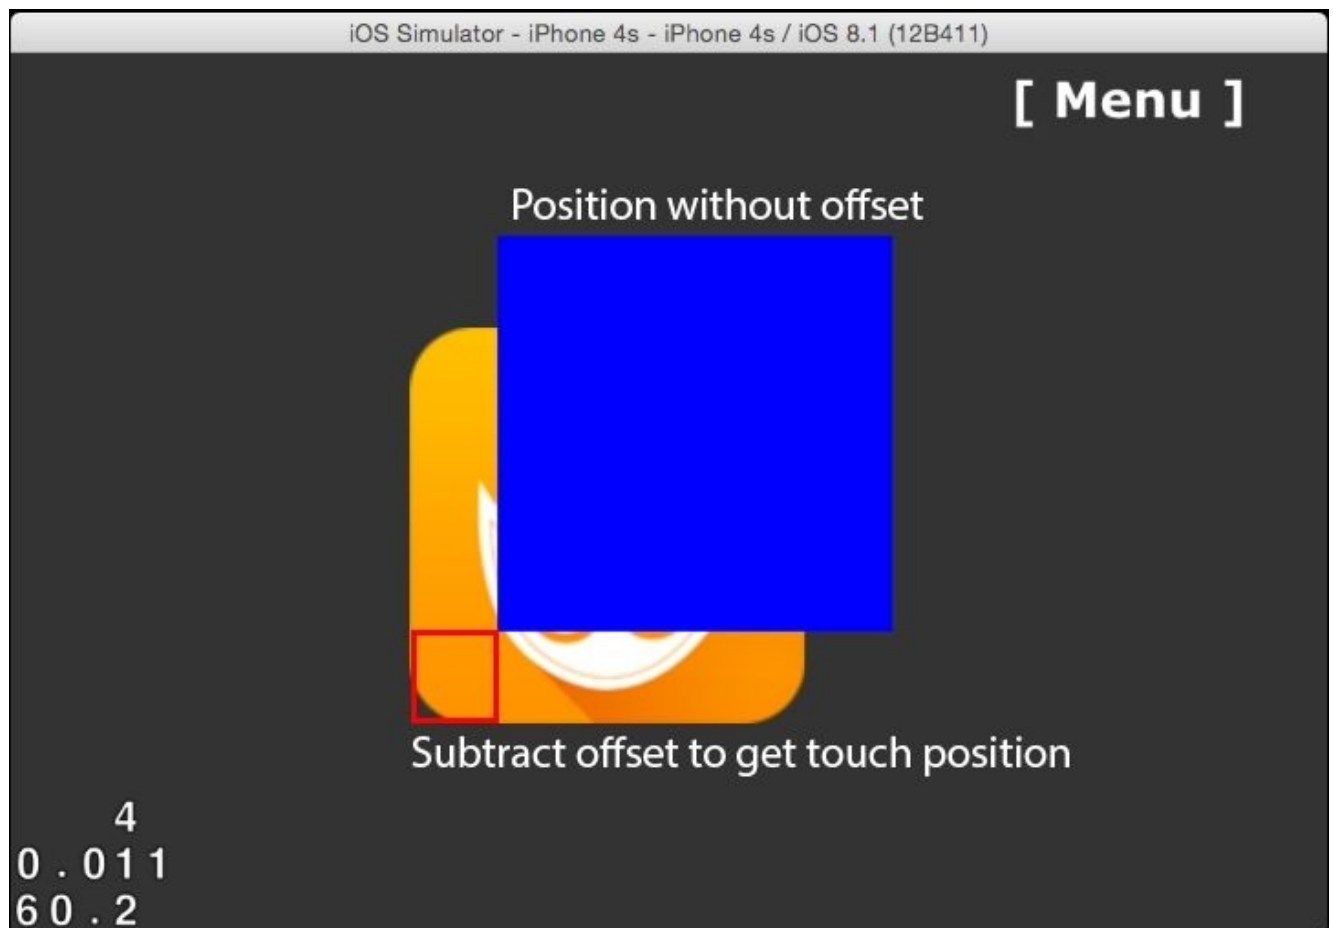 iOS Simulator - iPhone 4s - iPhone 4s / iOS 8.1 (12B411)
[ Menu ]
Position without offset
Subtract offset to get touch position
4
0.011
60.2